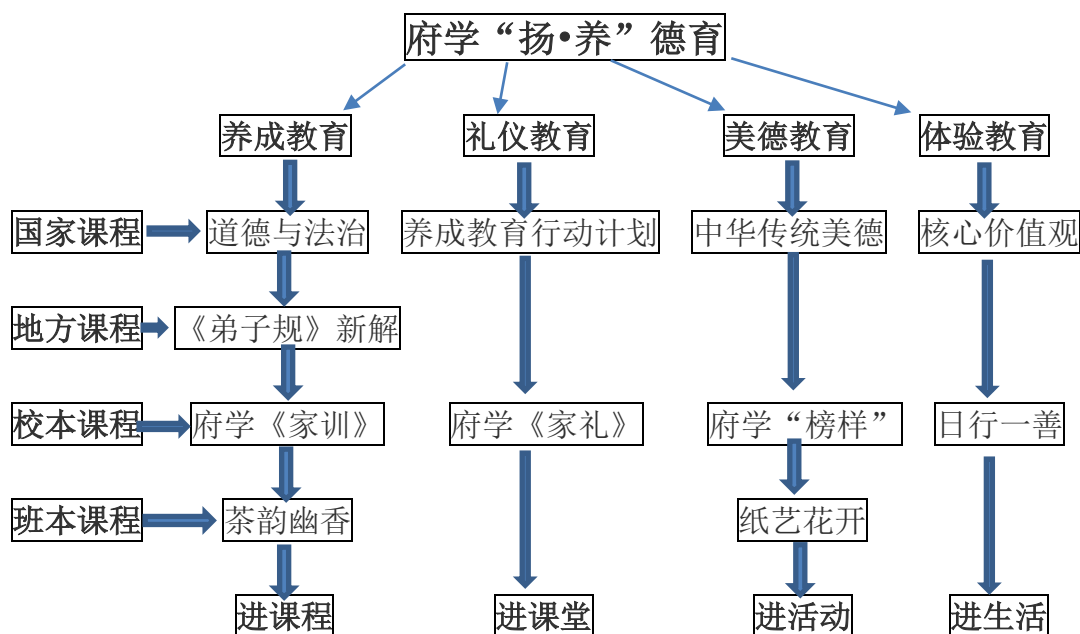 府学“扬•养”德育
养成教育 礼仪教育 美德教育 体验教育
国家课程 道德与法治 养成教育行动计划 中华传统美德 核心价值观
地方课程 《弟子规》新解
校本课程 府学《家训》 府学《家礼》 府学“榜样” 日行一善
班本课程 茶韵幽香 纸艺花开
进课程 进课堂 进活动 进生活